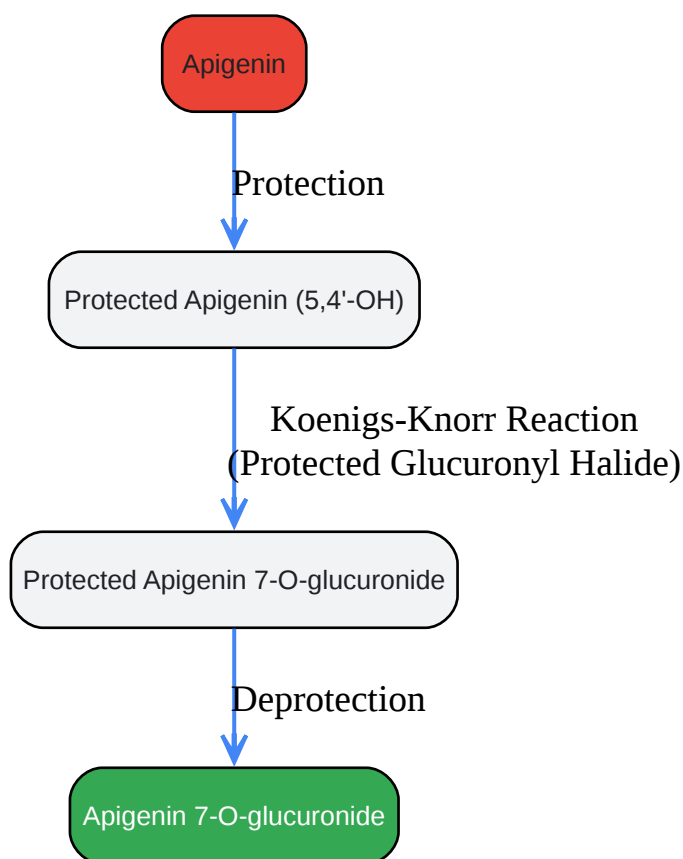 Apigenin
Protection
Protected Apigenin (5,4'-OH)
Koenigs-Knorr Reaction
(Protected Glucuronyl Halide)
Protected Apigenin 7-O-glucuronide
Deprotection
Apigenin 7-O-glucuronide